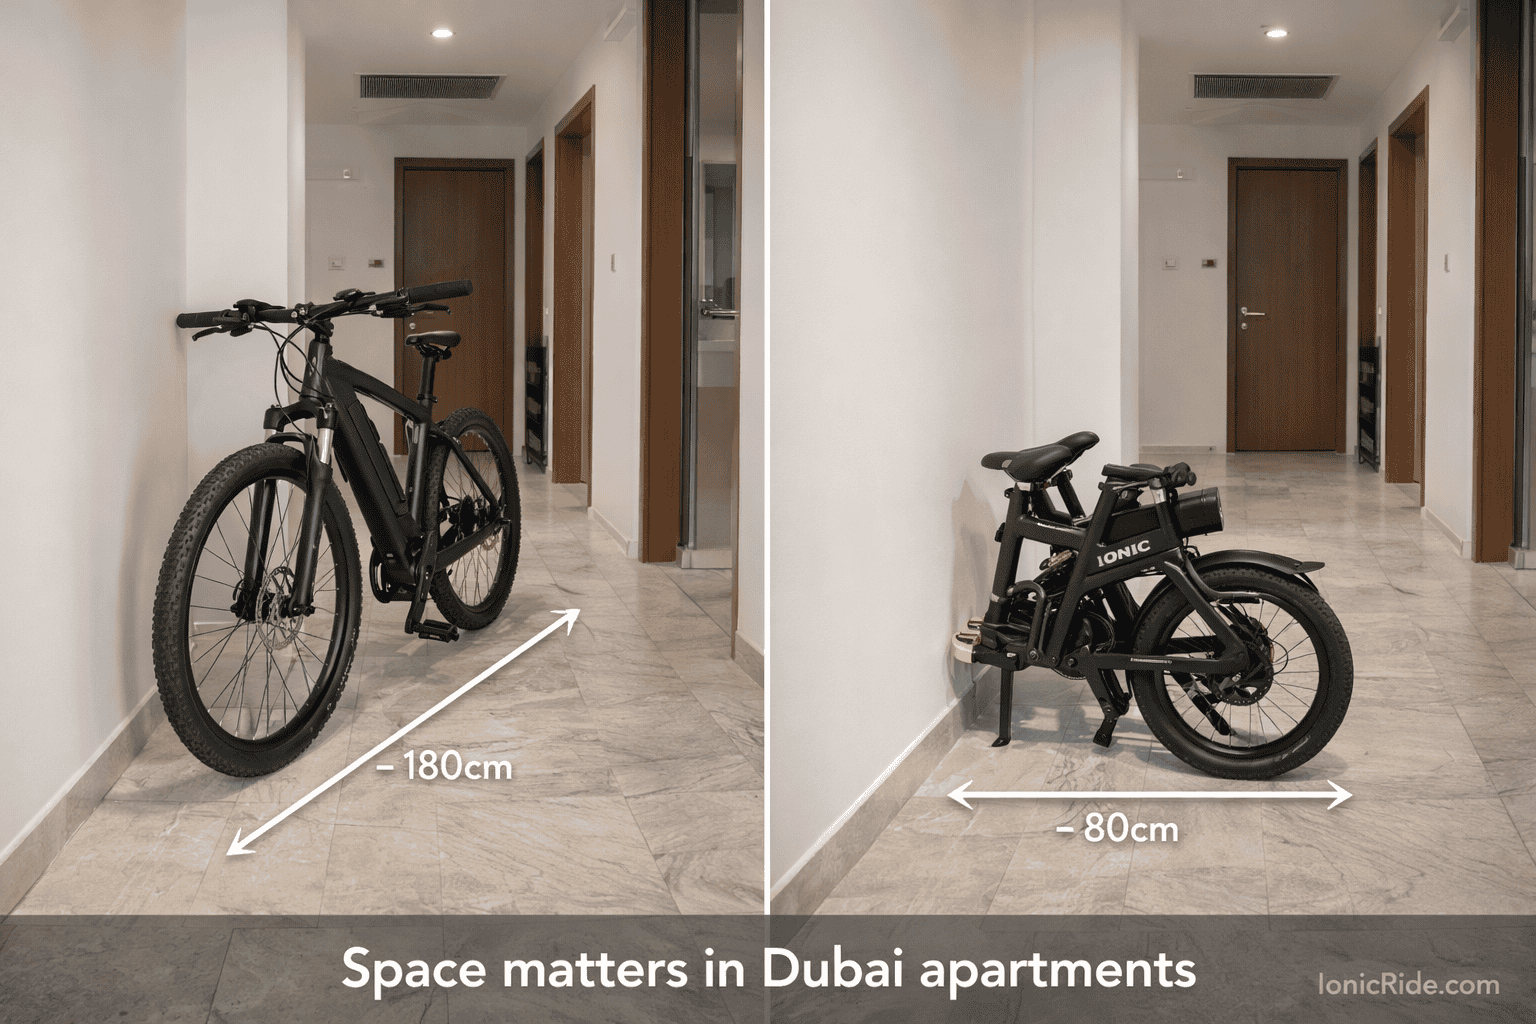 – 180cm
IONIC
– 80cm
Space matters in Dubai apartments
IonicRide.com